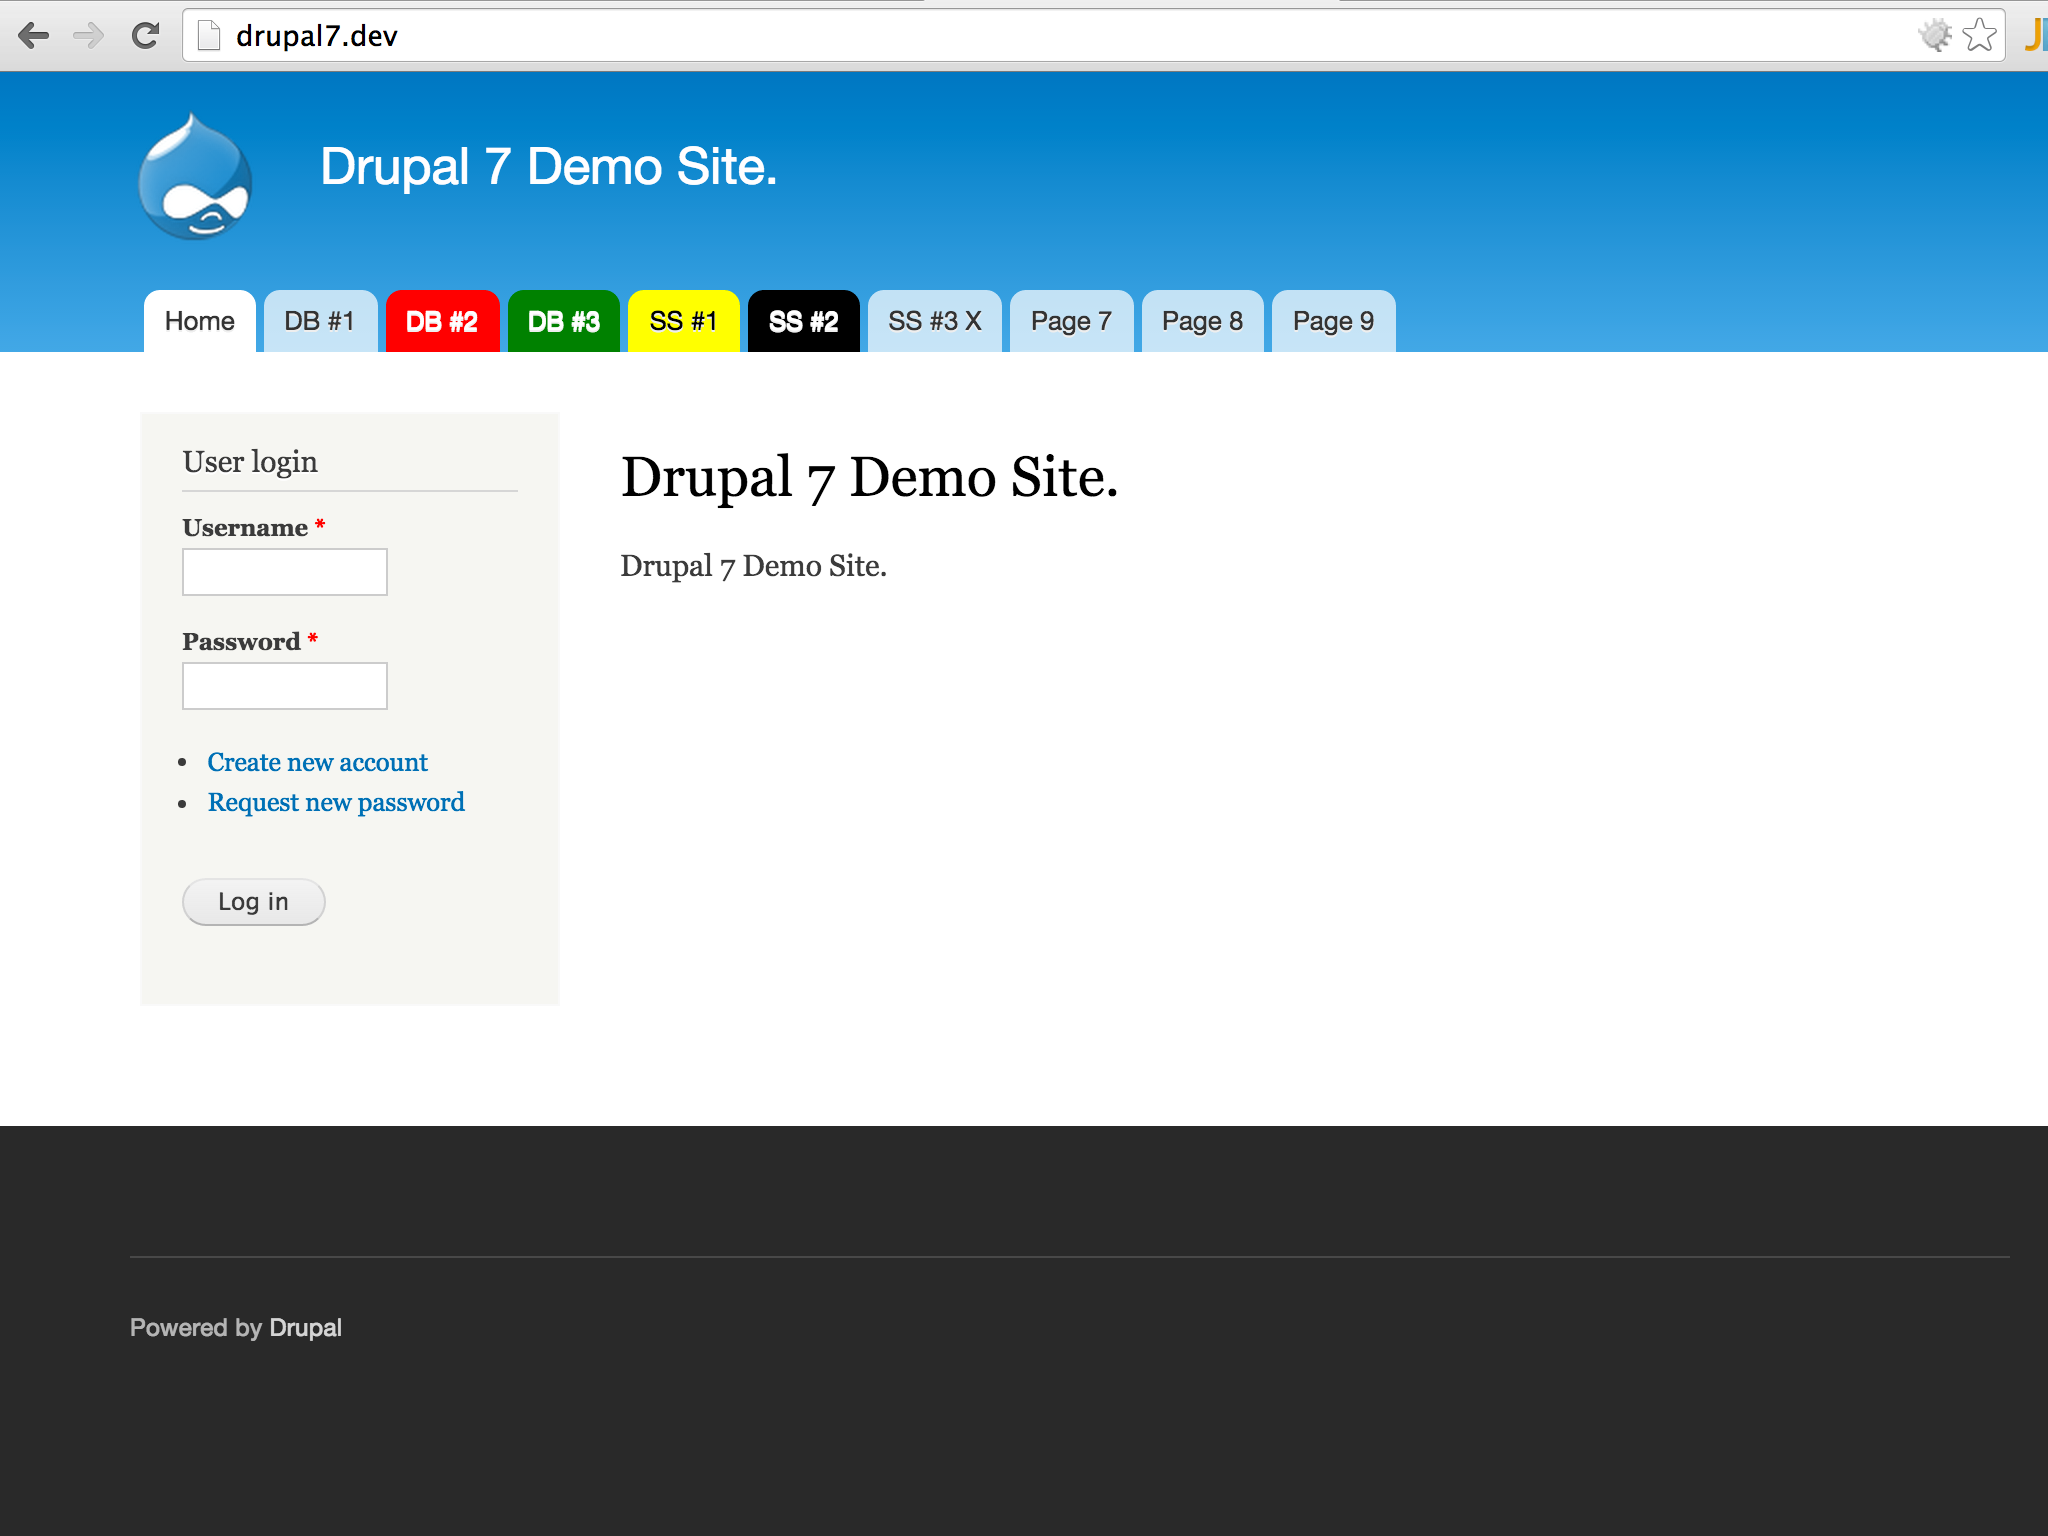 drupal7.dev
Drupal 7 Demo Site.
Home DB #1 DB #2 DB #3 SS #1 SS #2 SS #3 X Page 7 Page 8 Page 9
User login
Username *
Password *
Create new account
Request new password
Log in
Drupal 7 Demo Site.
Drupal 7 Demo Site.
Powered by Drupal